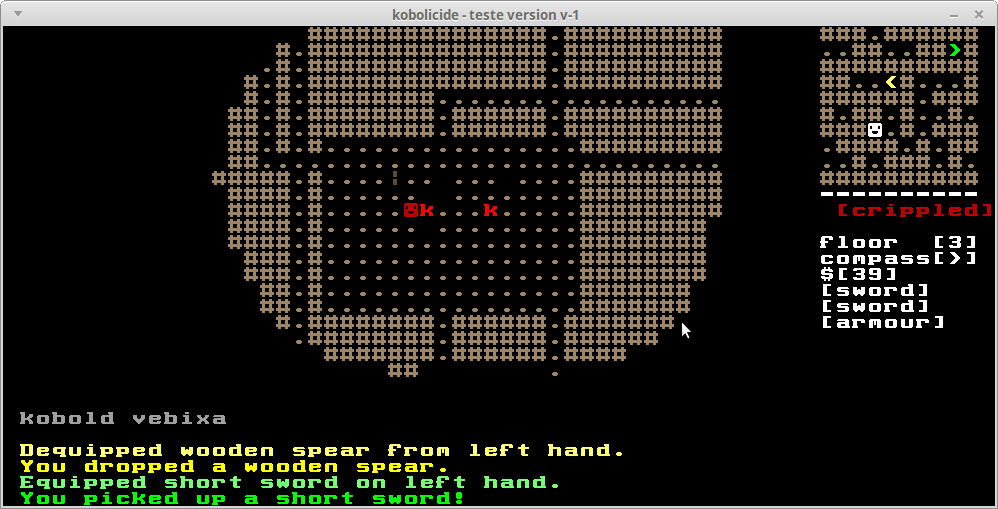 kobolicide - teste version v-1
[crippled]
floor [3]
compass[>]
$[39]
[sword]
[sword]
[armour]
kobold vebixa
Dequipped wooden spear from left hand.
You dropped a wooden spear.
Equipped short sword on left hand.
You picked up a short sword!